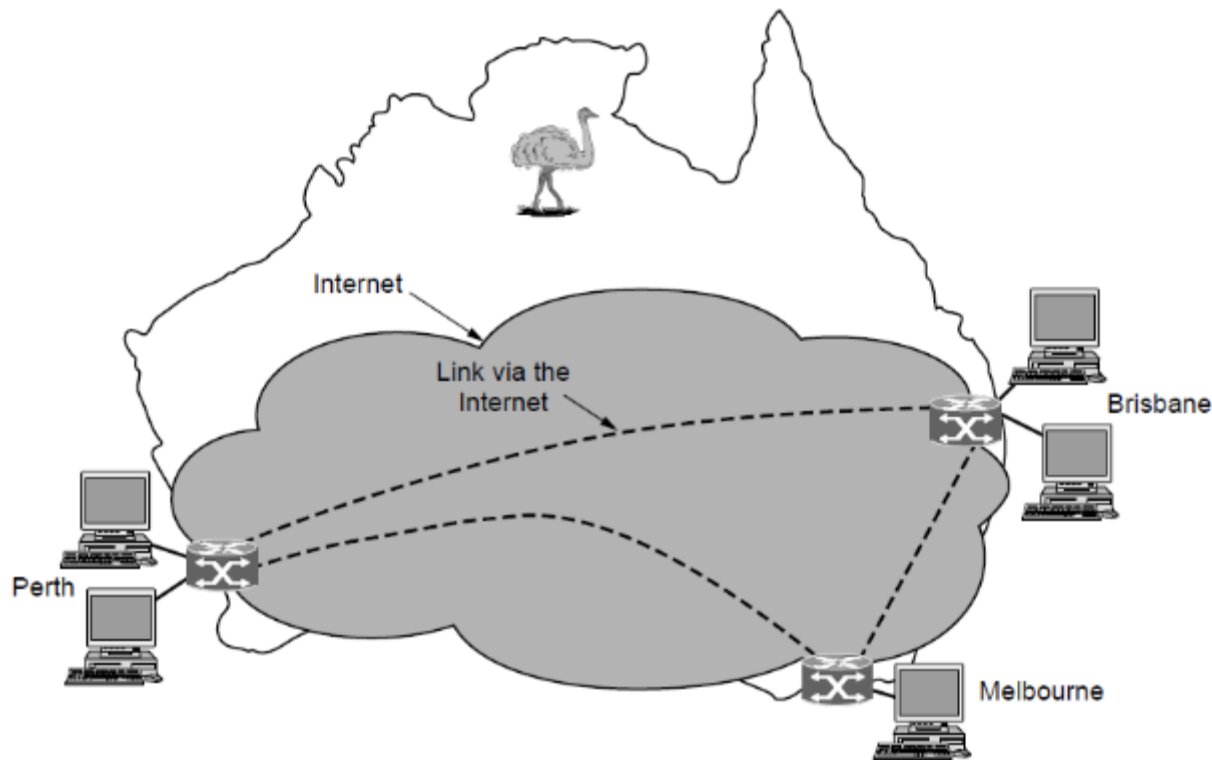 Internet
Link via the
Internet
Brisbane
Perth
Melbourne